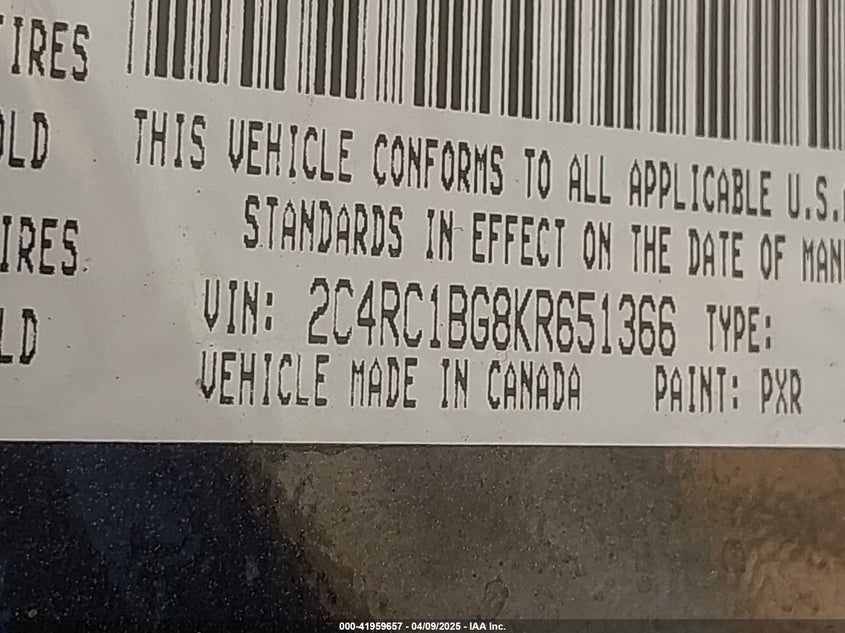 TIRES
OLD
THIS VEHICLE CONFORMS TO ALL APPLICABLE U.S.
STANDARDS IN EFFECT ON THE DATE OF MAN
IRES
VIN: 2C4RC1BG8KR651366 TYPE:
LD
VEHICLE MADE IN CANADA PAINT: PXR
000-41959657 - 04/09/2025 - IAA Inc.